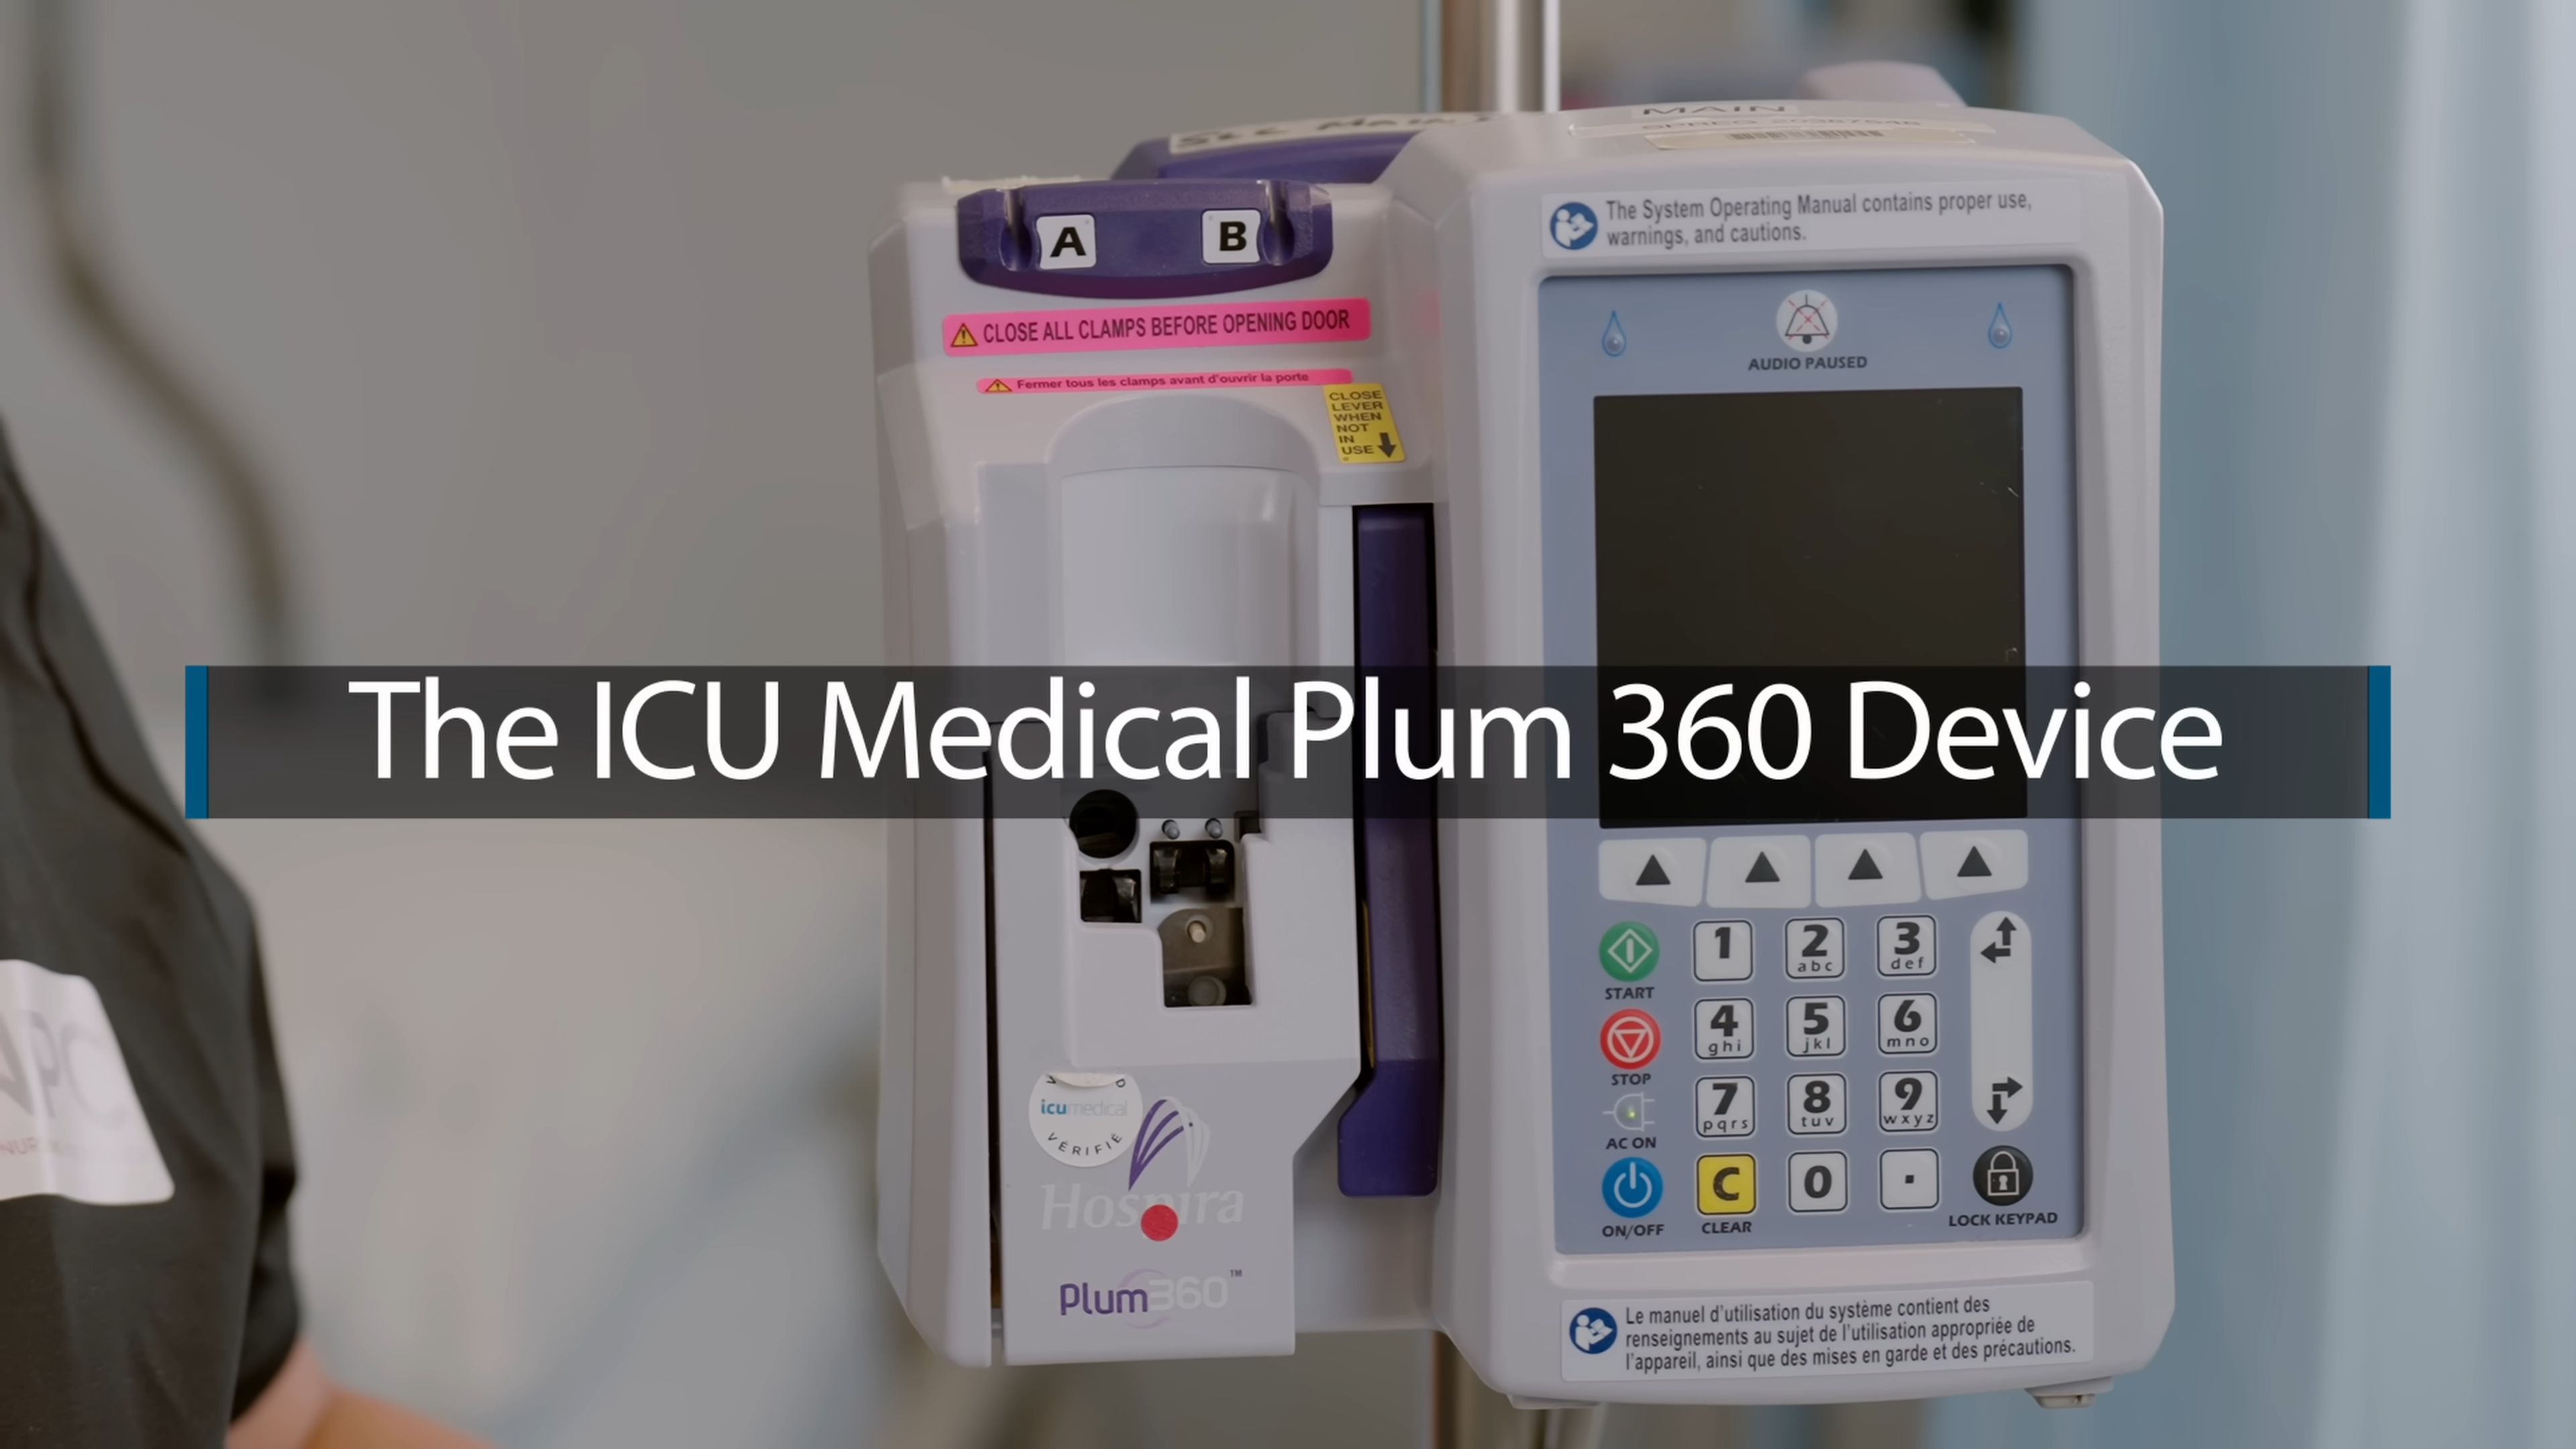 MAIN
A
B
The System Operating Manual contains proper use,
warnings, and cautions.
CLOSE ALL CLAMPS BEFORE OPENING DOOR
AUDIO PAUSED
Fermer tous les clamps avant d'ouvrir la porte
CLOSE
LEVER
WHEN
NOT
IN
USE
The ICU Medical Plum 360 Device
START
1
2
abc
3
def
STOP
4
ghi
5
jkl
6
mno
AC ON
7
pqrs
8
tuv
9
wxyz
ON/OFF
C
CLEAR
0
.
LOCK KEYPAD
icumedical
VÉRIFIÉ
Hospira
Plum360™
Le manuel d'utilisation du système contient des
renseignements au sujet de l'utilisation appropriée de
l'appareil, ainsi que des mises en garde et des précautions.